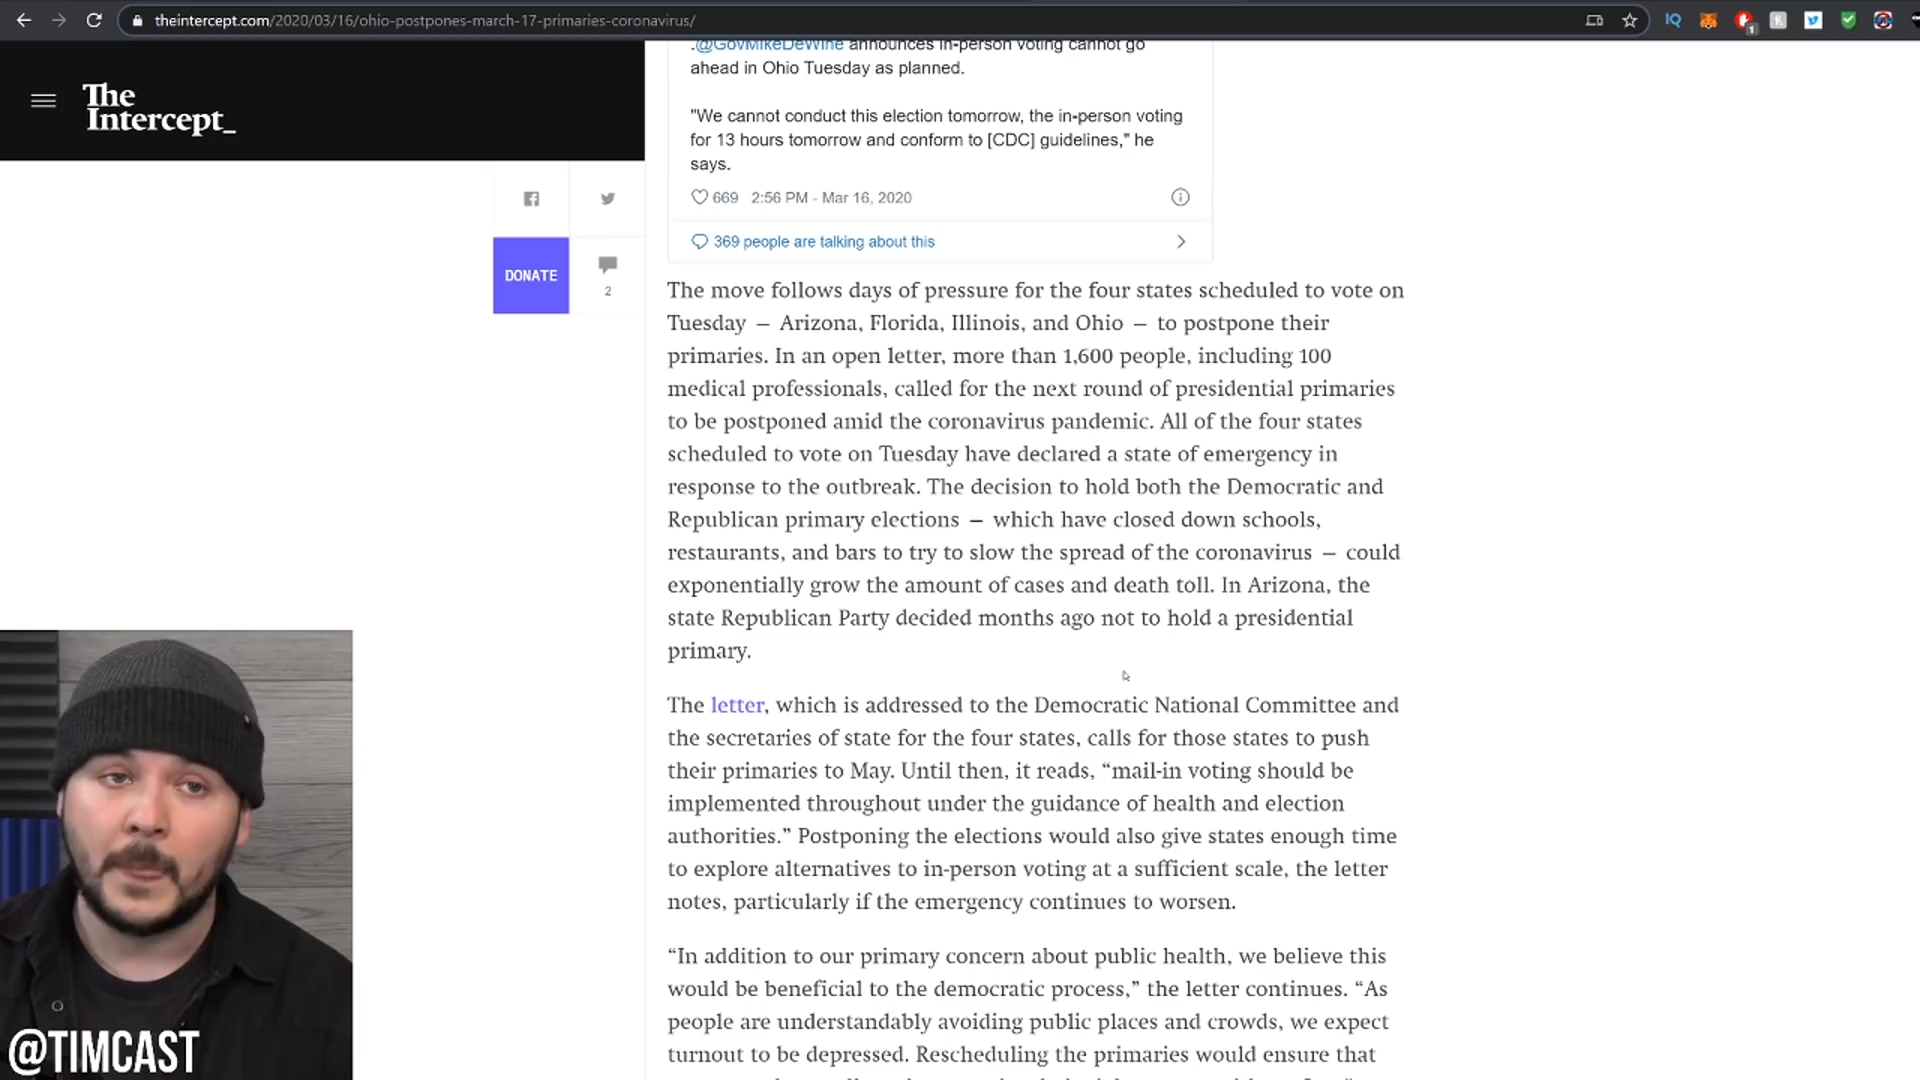 theintercept.com/2020/03/16/ohio-postpones-march-17-primaries-coronavirus/
IQ
1
The
Intercept_
.@GovMikeDeWine announces in-person voting cannot go
ahead in Ohio Tuesday as planned.
"We cannot conduct this election tomorrow, the in-person voting
for 13 hours tomorrow and conform to [CDC] guidelines," he
says.
669 2:56 PM - Mar 16, 2020
369 people are talking about this
DONATE
2
The move follows days of pressure for the four states scheduled to vote on
Tuesday — Arizona, Florida, Illinois, and Ohio — to postpone their
primaries. In an open letter, more than 1,600 people, including 100
medical professionals, called for the next round of presidential primaries
to be postponed amid the coronavirus pandemic. All of the four states
scheduled to vote on Tuesday have declared a state of emergency in
response to the outbreak. The decision to hold both the Democratic and
Republican primary elections — which have closed down schools,
restaurants, and bars to try to slow the spread of the coronavirus — could
exponentially grow the amount of cases and death toll. In Arizona, the
state Republican Party decided months ago not to hold a presidential
primary.
The letter, which is addressed to the Democratic National Committee and
the secretaries of state for the four states, calls for those states to push
their primaries to May. Until then, it reads, “mail-in voting should be
implemented throughout under the guidance of health and election
authorities.” Postponing the elections would also give states enough time
to explore alternatives to in-person voting at a sufficient scale, the letter
notes, particularly if the emergency continues to worsen.
“In addition to our primary concern about public health, we believe this
would be beneficial to the democratic process,” the letter continues. “As
people are understandably avoiding public places and crowds, we expect
turnout to be depressed. Rescheduling the primaries would ensure that
@TIMCAST